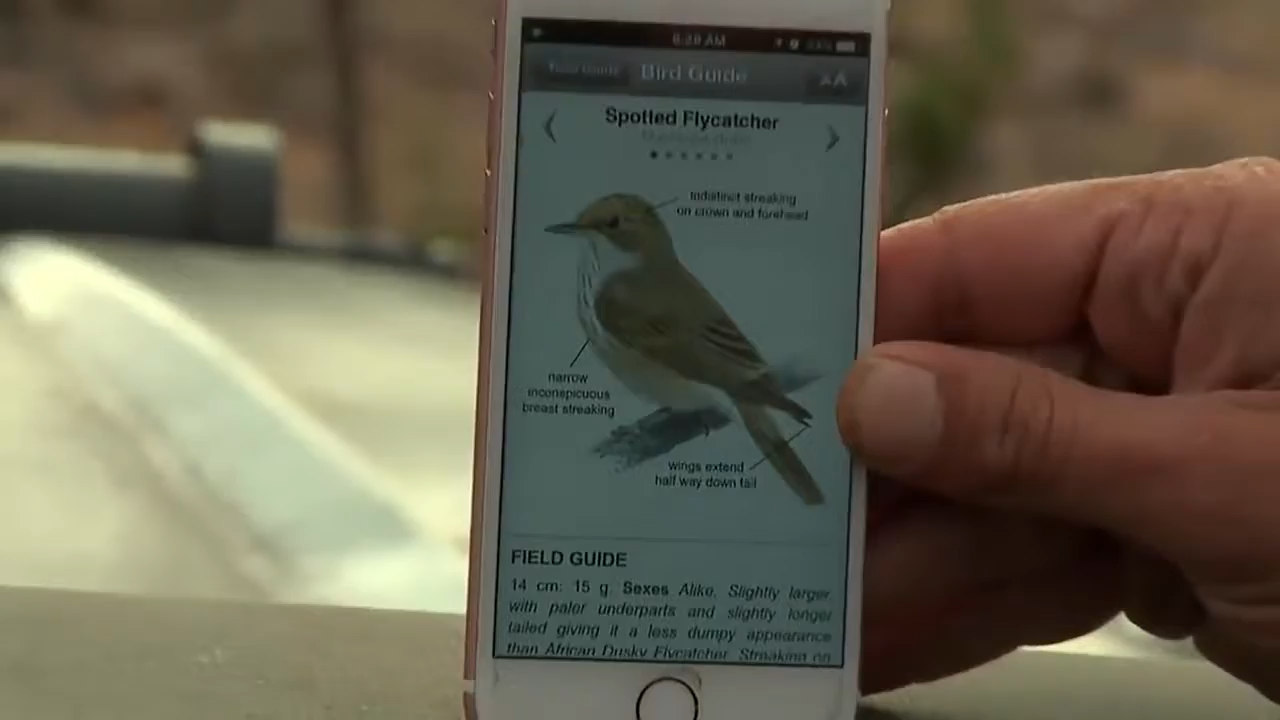 AM
Bird Guide
AA
Spotted Flycatcher
indistinct streaking
on crown and forehead
narrow
inconspicuous
breast streaking
wings extend
half way down tail
FIELD GUIDE
14 cm: 15 g. Sexes Alike. Slightly larger
with paler underparts and slightly longer
tailed giving it a less dumpy appearance
than African Dusky Flycatcher. Streaking on